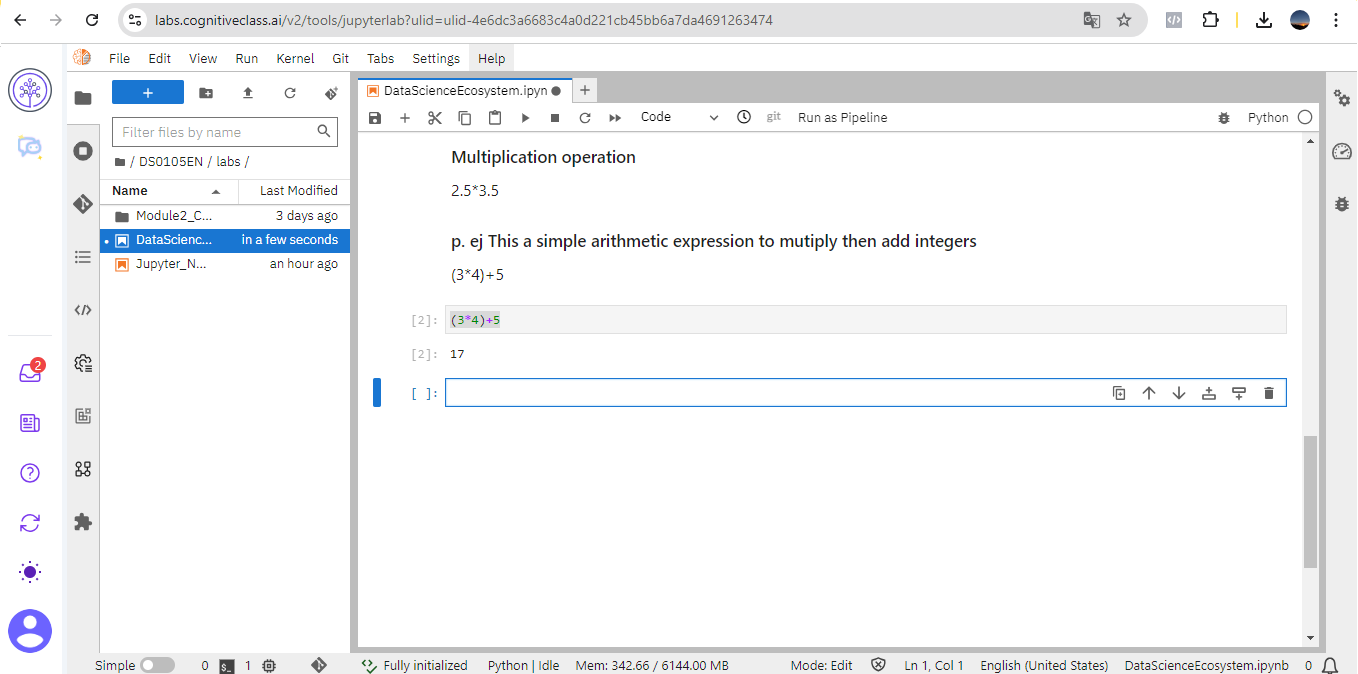 labs.cognitiveclass.ai/v2/tools/jupyterlab?ulid=ulid-4e6dc3a6683c4a0d221cb45bb6a7da4691263474
File Edit View Run Kernel Git Tabs Settings Help
+
DataScienceEcosystem.ipyn
+
Code
git
Run as Pipeline
Python
Filter files by name
/ DS0105EN / labs /
Name Last Modified
Module2_C... 3 days ago
DataScienc... in a few seconds
Jupyter_N... an hour ago
2
Multiplication operation
2.5*3.5
p. ej This a simple arithmetic expression to mutiply then add integers
(3*4)+5
[2]: (3*4)+5
[2]: 17
[ ]:
Simple 0 $_ 1 Fully initialized Python | Idle Mem: 342.66 / 6144.00 MB Mode: Edit Ln 1, Col 1 English (United States) DataScienceEcosystem.ipynb 0